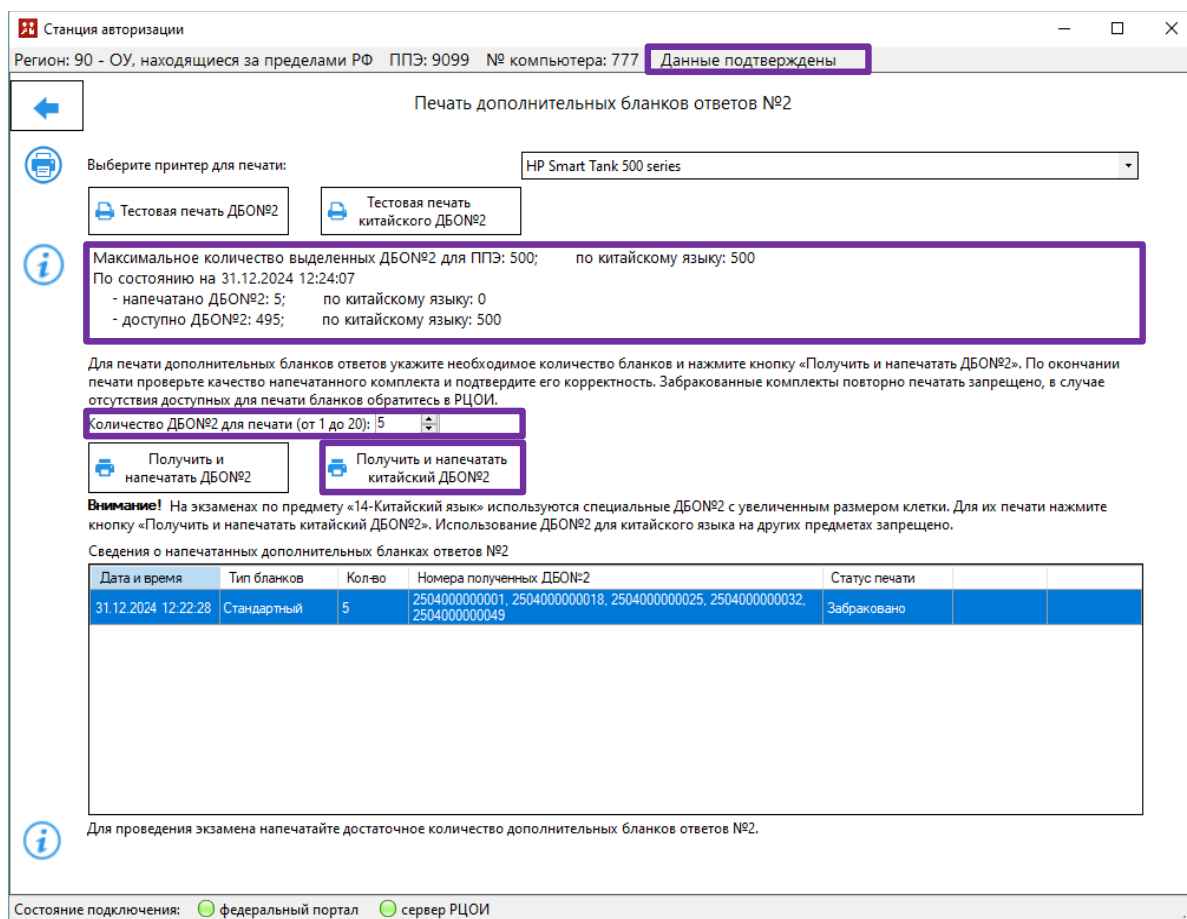 Станция авторизации
Регион: 90 - ОУ, находящиеся за пределами РФ ППЭ: 9099 № компьютера: 777 Данные подтверждены
Печать дополнительных бланков ответов №2
Выберите принтер для печати: HP Smart Tank 500 series
Тестовая печать ДБО№2
Тестовая печать
китайского ДБО№2
Максимальное количество выделенных ДБО№2 для ППЭ: 500; по китайскому языку: 500
По состоянию на 31.12.2024 12:24:07
- напечатано ДБО№2: 5; по китайскому языку: 0
- доступно ДБО№2: 495; по китайскому языку: 500
Для печати дополнительных бланков ответов укажите необходимое количество бланков и нажмите кнопку «Получить и напечатать ДБО№2». По окончании
печати проверьте качество напечатанного комплекта и подтвердите его корректность. Забракованные комплекты повторно печатать запрещено, в случае
отсутствия доступных для печати бланков обратитесь в РЦОИ.
Количество ДБО№2 для печати (от 1 до 20): 5
Получить и
напечатать ДБО№2
Получить и напечатать
китайский ДБО№2
Внимание! На экзаменах по предмету «14-Китайский язык» используются специальные ДБО№2 с увеличенным размером клетки. Для их печати нажмите
кнопку «Получить и напечатать китайский ДБО№2». Использование ДБО№2 для китайского языка на других предметах запрещено.
Сведения о напечатанных дополнительных бланках ответов №2
Дата и время Тип бланков Кол-во Номера полученных ДБО№2 Статус печати
31.12.2024 12:22:28 Стандартный 5 2504000000001, 2504000000018, 2504000000025, 2504000000032, Забраковано
2504000000049
Для проведения экзамена напечатайте достаточное количество дополнительных бланков ответов №2.
Состояние подключения: федеральный портал сервер РЦОИ